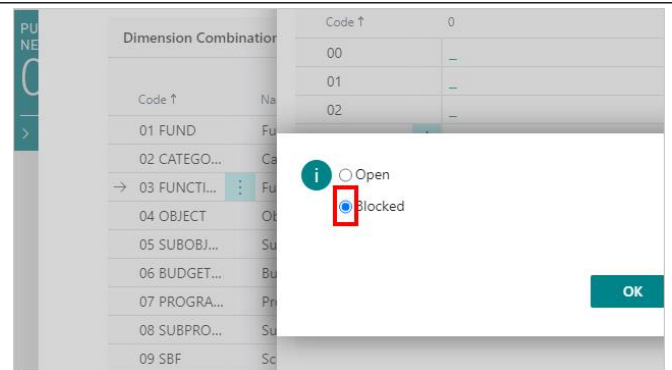 PU
NE
0
Dimension Combination
Code ↑ Na
01 FUND Fu
02 CATEGO... Ca
→ 03 FUNCTI... Fu
04 OBJECT Ob
05 SUBOBJ... Su
06 BUDGET... Bu
07 PROGRA... Pr
08 SUBPRO... Su
09 SBF Sc
Code ↑ 0
00 _
01 _
02 _
i Open
Blocked
OK